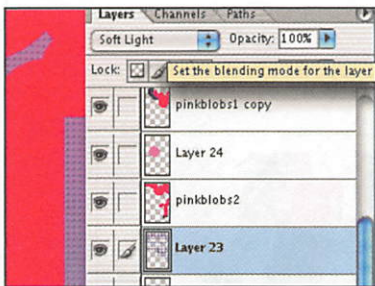 Layers Channels Paths
Soft Light Opacity: 100%
Lock: Set the blending mode for the layer
pinkblobs1 copy
Layer 24
pinkblobs2
Layer 23